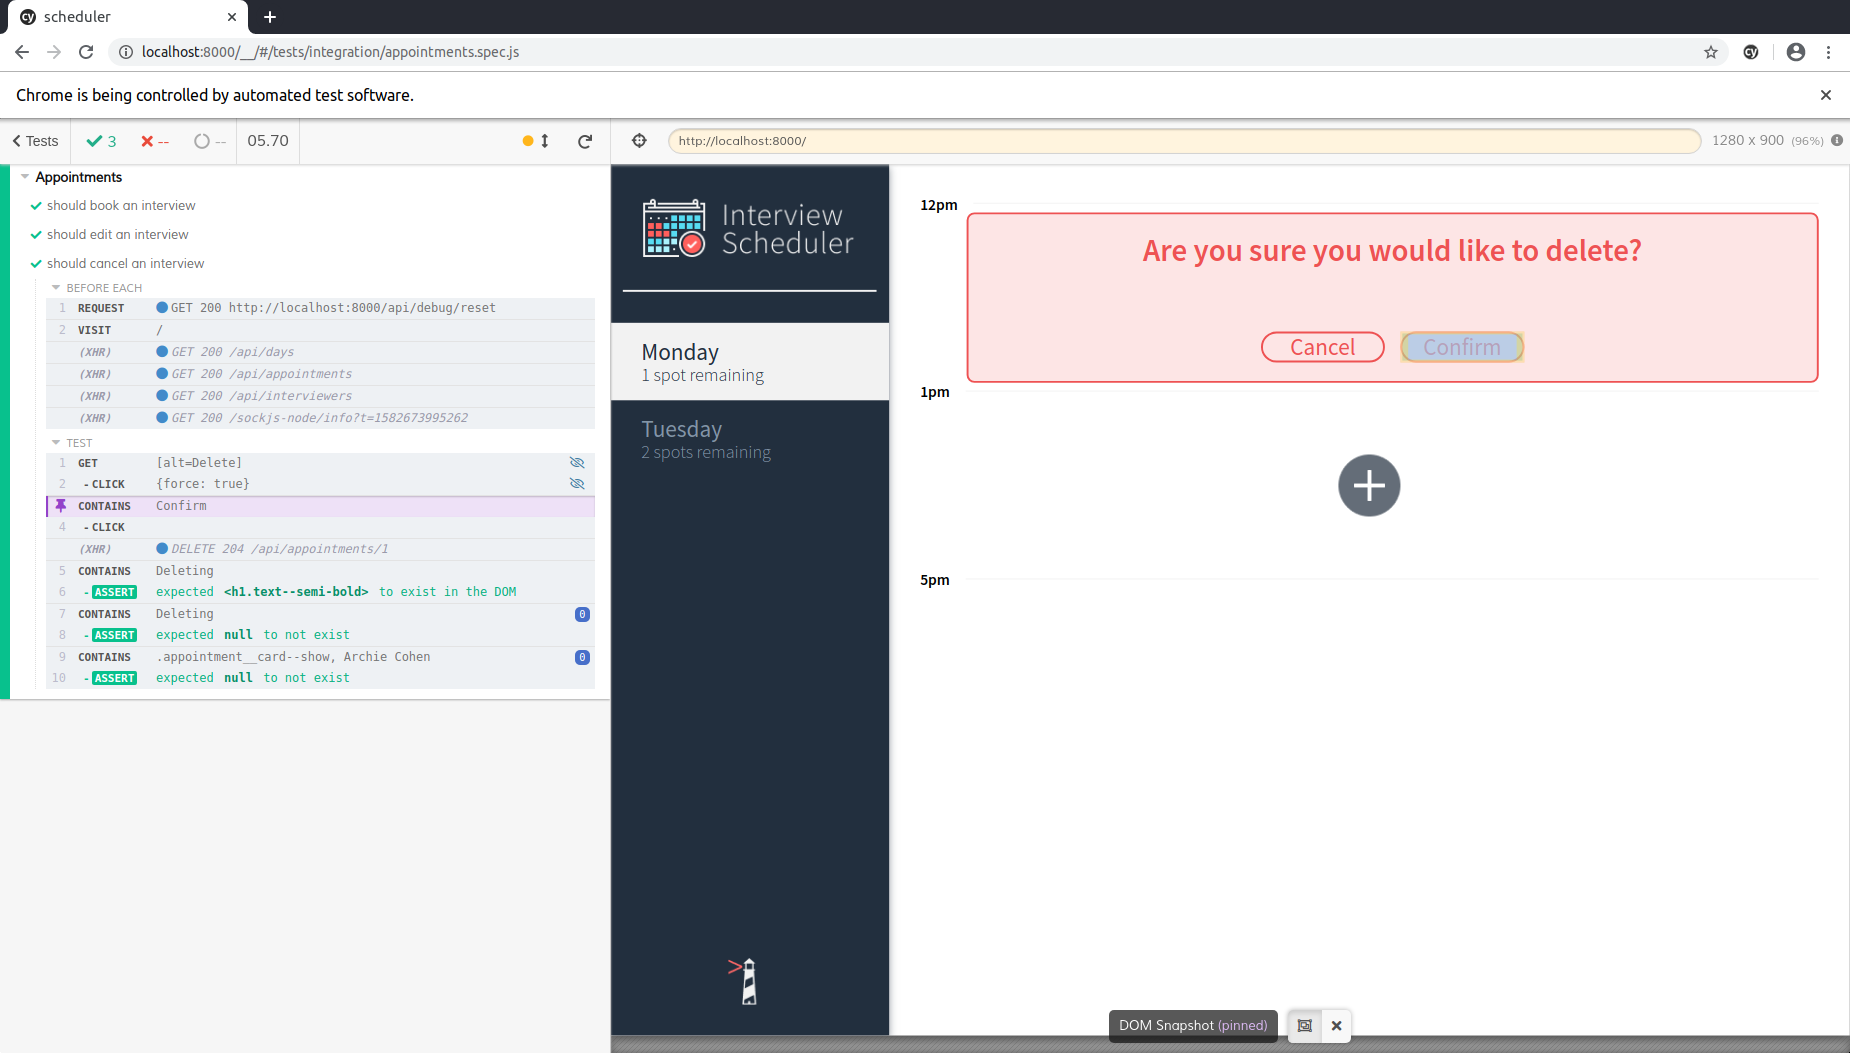 scheduler
localhost:8000/__/#/tests/integration/appointments.spec.js
Chrome is being controlled by automated test software.
Tests
3
--
--
05.70
http://localhost:8000/
1280 x 900 (96%)
Appointments
should book an interview
should edit an interview
should cancel an interview
BEFORE EACH
1 REQUEST GET 200 http://localhost:8000/api/debug/reset
2 VISIT /
(XHR) GET 200 /api/days
(XHR) GET 200 /api/appointments
(XHR) GET 200 /api/interviewers
(XHR) GET 200 /sockjs-node/info?t=1582673995262
TEST
1 GET [alt=Delete]
2 - CLICK {force: true}
CONTAINS Confirm
4 - CLICK
(XHR) DELETE 204 /api/appointments/1
5 CONTAINS Deleting
6 - ASSERT expected <h1.text--semi-bold> to exist in the DOM
7 CONTAINS Deleting 0
8 - ASSERT expected null to not exist
9 CONTAINS .appointment__card--show, Archie Cohen 0
10 - ASSERT expected null to not exist
Interview
Scheduler
Monday
1 spot remaining
Tuesday
2 spots remaining
12pm
Are you sure you would like to delete?
Cancel Confirm
1pm
5pm
DOM Snapshot (pinned)